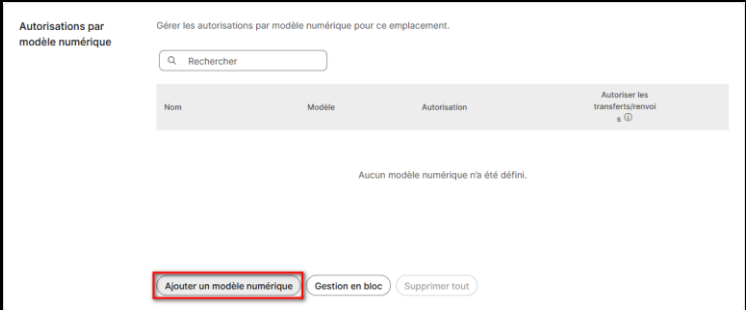 Autorisations par
modèle numérique
Gérer les autorisations par modèle numérique pour ce emplacement.
Rechercher
Nom
Modèle
Autorisation
Autoriser les
transferts/renvoi
s
Aucun modèle numérique n'a été défini.
Ajouter un modèle numérique
Gestion en bloc
Supprimer tout